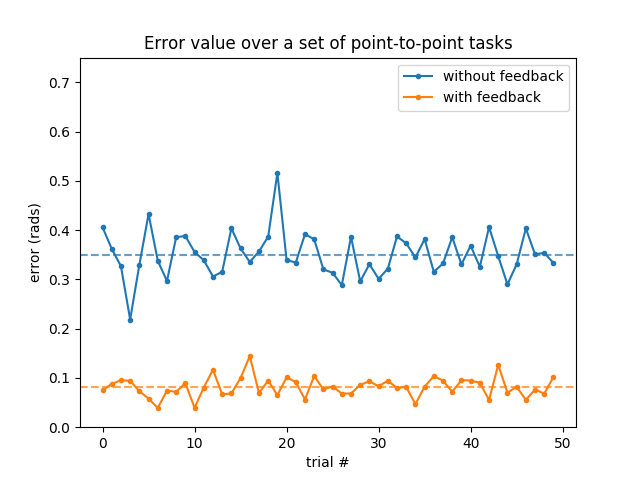 Error value over a set of point-to-point tasks
without feedback
with feedback
error (rads)
0.7
0.6
0.5
0.4
0.3
0.2
0.1
0.0
0 10 20 30 40 50
trial #